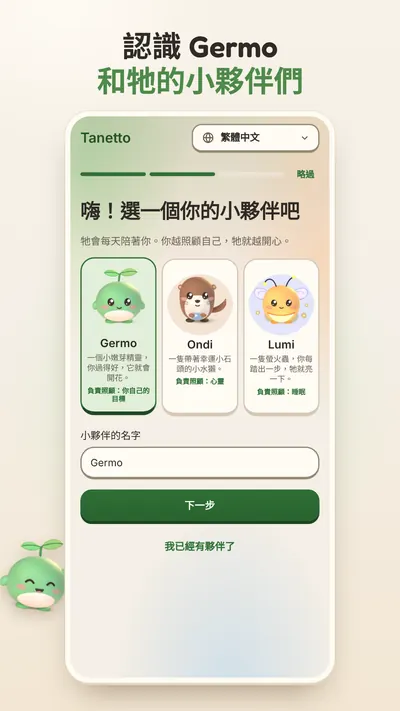 認識 Germo
和牠的小夥伴們
Tanetto
繁體中文
略過
嗨！選一個你的小夥伴吧
牠會每天陪著你。你越照顧自己，牠就越開心。
Germo
一個小嫩芽精靈，
你過得好，它就會
開花。
負責照顧：你自己的
目標
Ondi
一隻帶著幸運小石
頭的小水獺。
負責照顧：心靈
Lumi
一隻螢火蟲，你每
踏出一步，牠就亮
一下。
負責照顧：睡眠
小夥伴的名字
Germo
下一步
我已經有夥伴了